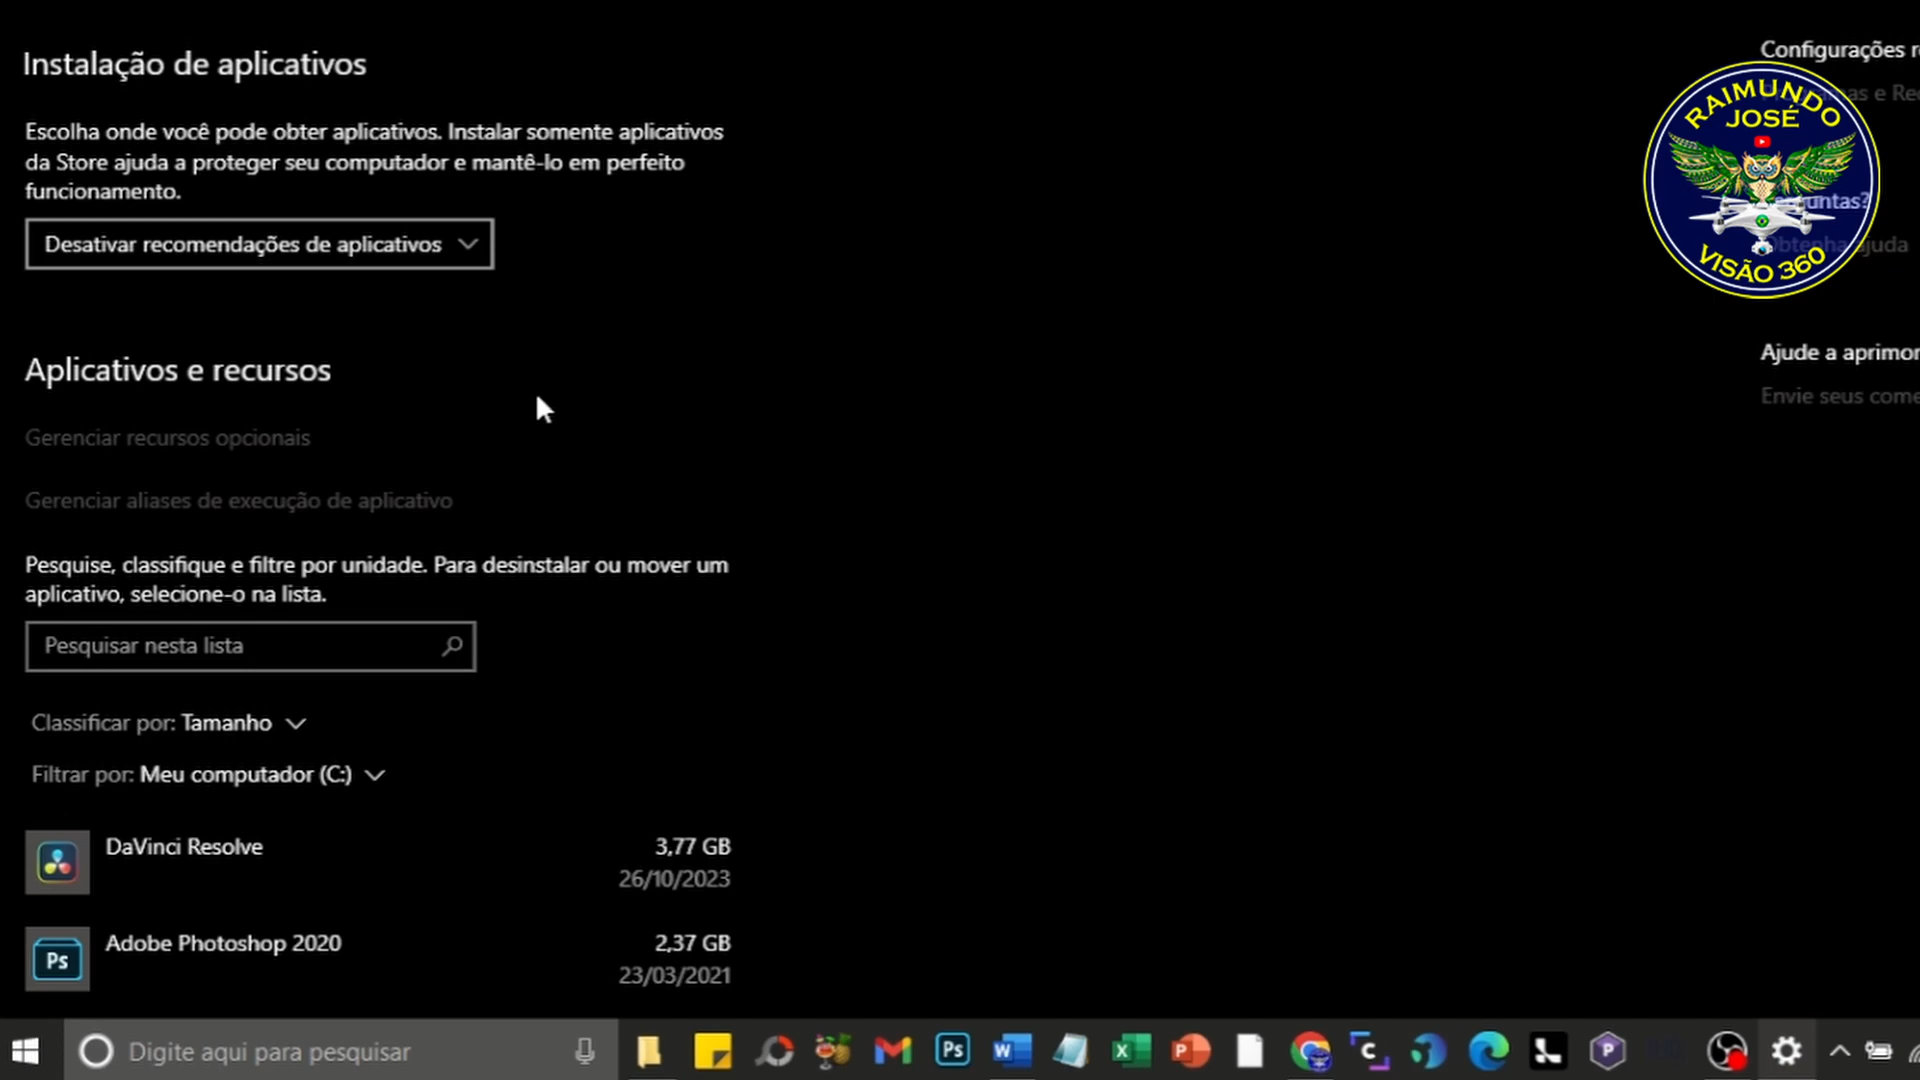 Instalação de aplicativos
Escolha onde você pode obter aplicativos. Instalar somente aplicativos
da Store ajuda a proteger seu computador e mantê-lo em perfeito
funcionamento.
Desativar recomendações de aplicativos
Aplicativos e recursos
Gerenciar recursos opcionais
Gerenciar aliases de execução de aplicativo
Pesquise, classifique e filtre por unidade. Para desinstalar ou mover um
aplicativo, selecione-o na lista.
Pesquisar nesta lista
Classificar por: Tamanho
Filtrar por: Meu computador (C:)
DaVinci Resolve
3,77 GB
26/10/2023
Ps
Adobe Photoshop 2020
2,37 GB
23/03/2021
Configurações
RAIMUNDO
JOSÉ
VISÃO 360
ajuda
Ajude a
Envie seus
Digite aqui para pesquisar
Ps
W
X
P
C
P